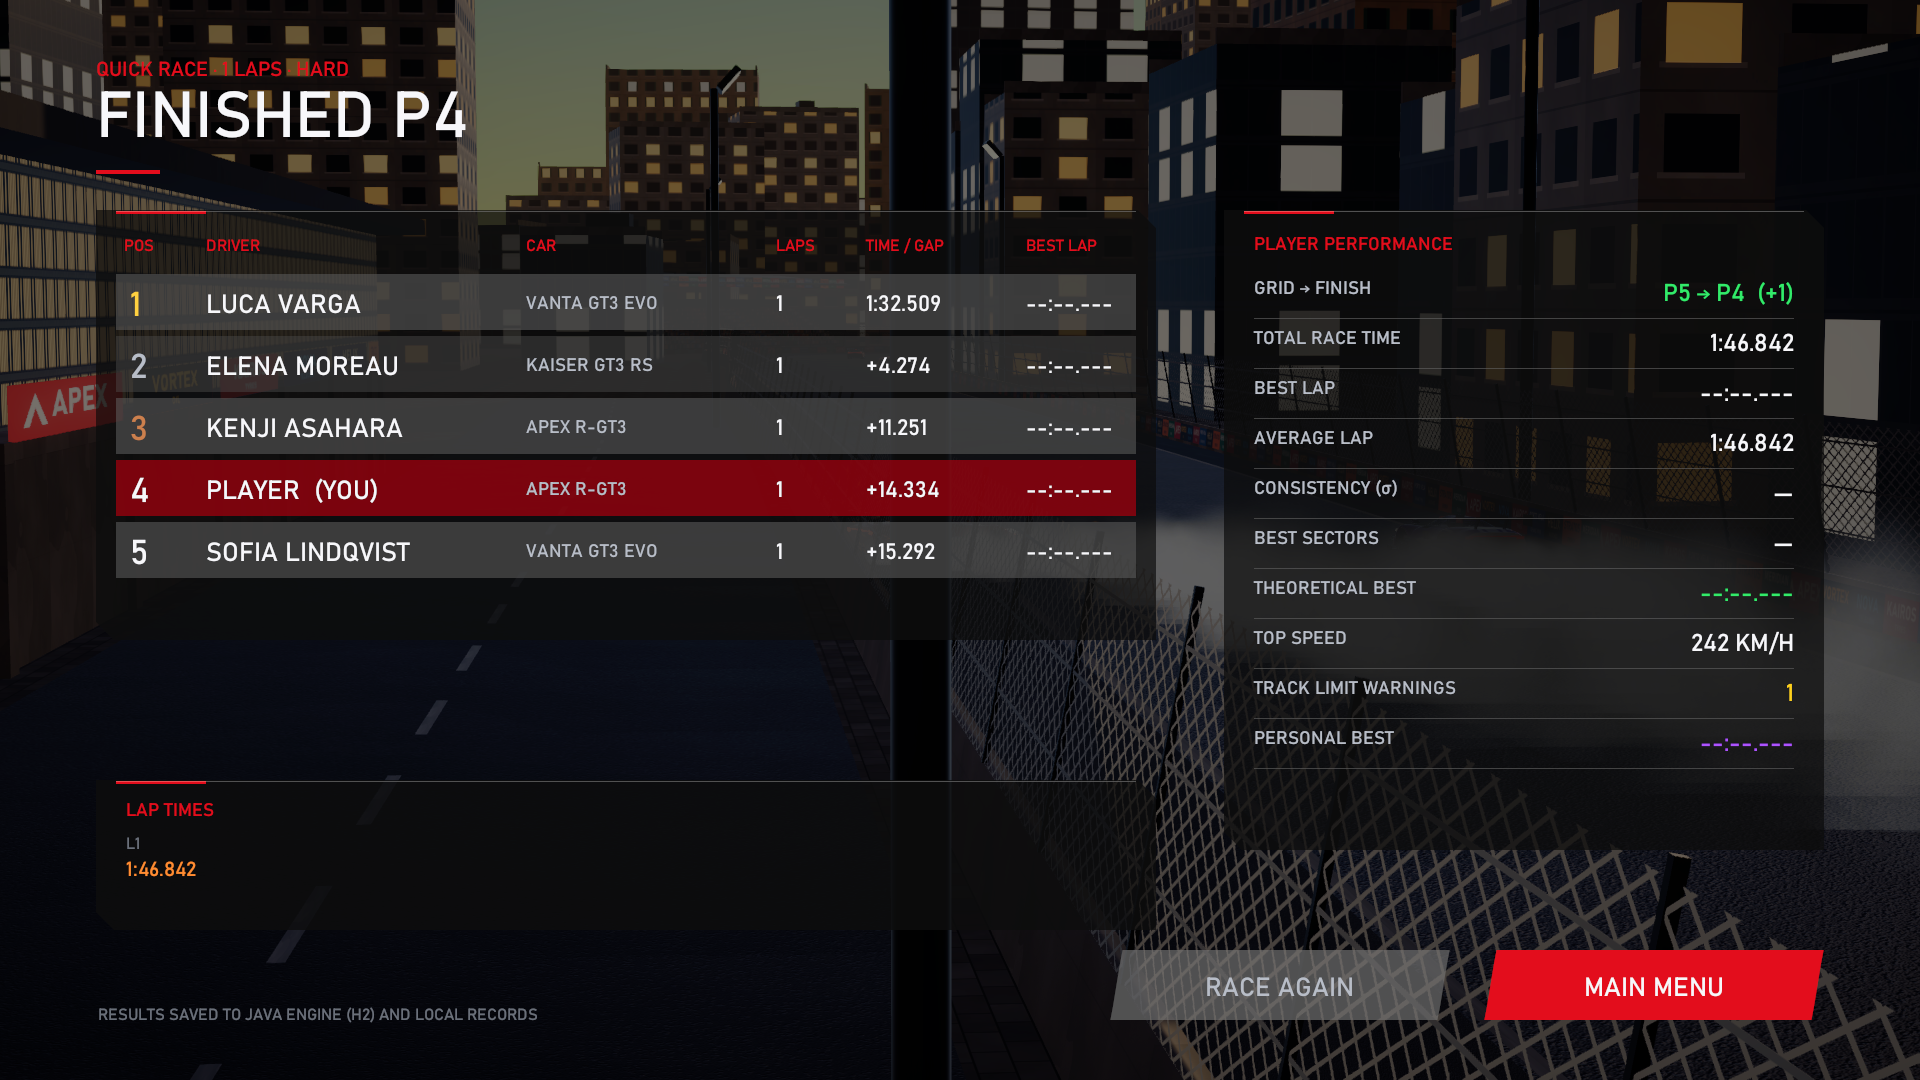 QUICK RACE · 1 LAPS · HARD
FINISHED P4
POS DRIVER CAR LAPS TIME / GAP BEST LAP
1 LUCA VARGA VANTA GT3 EVO 1 1:32.509 --:--.---
2 ELENA MOREAU KAISER GT3 RS 1 +4.274 --:--.---
3 KENJI ASAHARA APEX R-GT3 1 +11.251 --:--.---
4 PLAYER (YOU) APEX R-GT3 1 +14.334 --:--.---
5 SOFIA LINDQVIST VANTA GT3 EVO 1 +15.292 --:--.---
APEX
VORTEX
PLAYER PERFORMANCE
GRID → FINISH P5 → P4 (+1)
TOTAL RACE TIME 1:46.842
BEST LAP --:--.---
AVERAGE LAP 1:46.842
CONSISTENCY (σ) —
BEST SECTORS —
THEORETICAL BEST --:--.---
TOP SPEED 242 KM/H
TRACK LIMIT WARNINGS 1
PERSONAL BEST --:--.---
LAP TIMES
L1
1:46.842
RACE AGAIN
MAIN MENU
RESULTS SAVED TO JAVA ENGINE (H2) AND LOCAL RECORDS